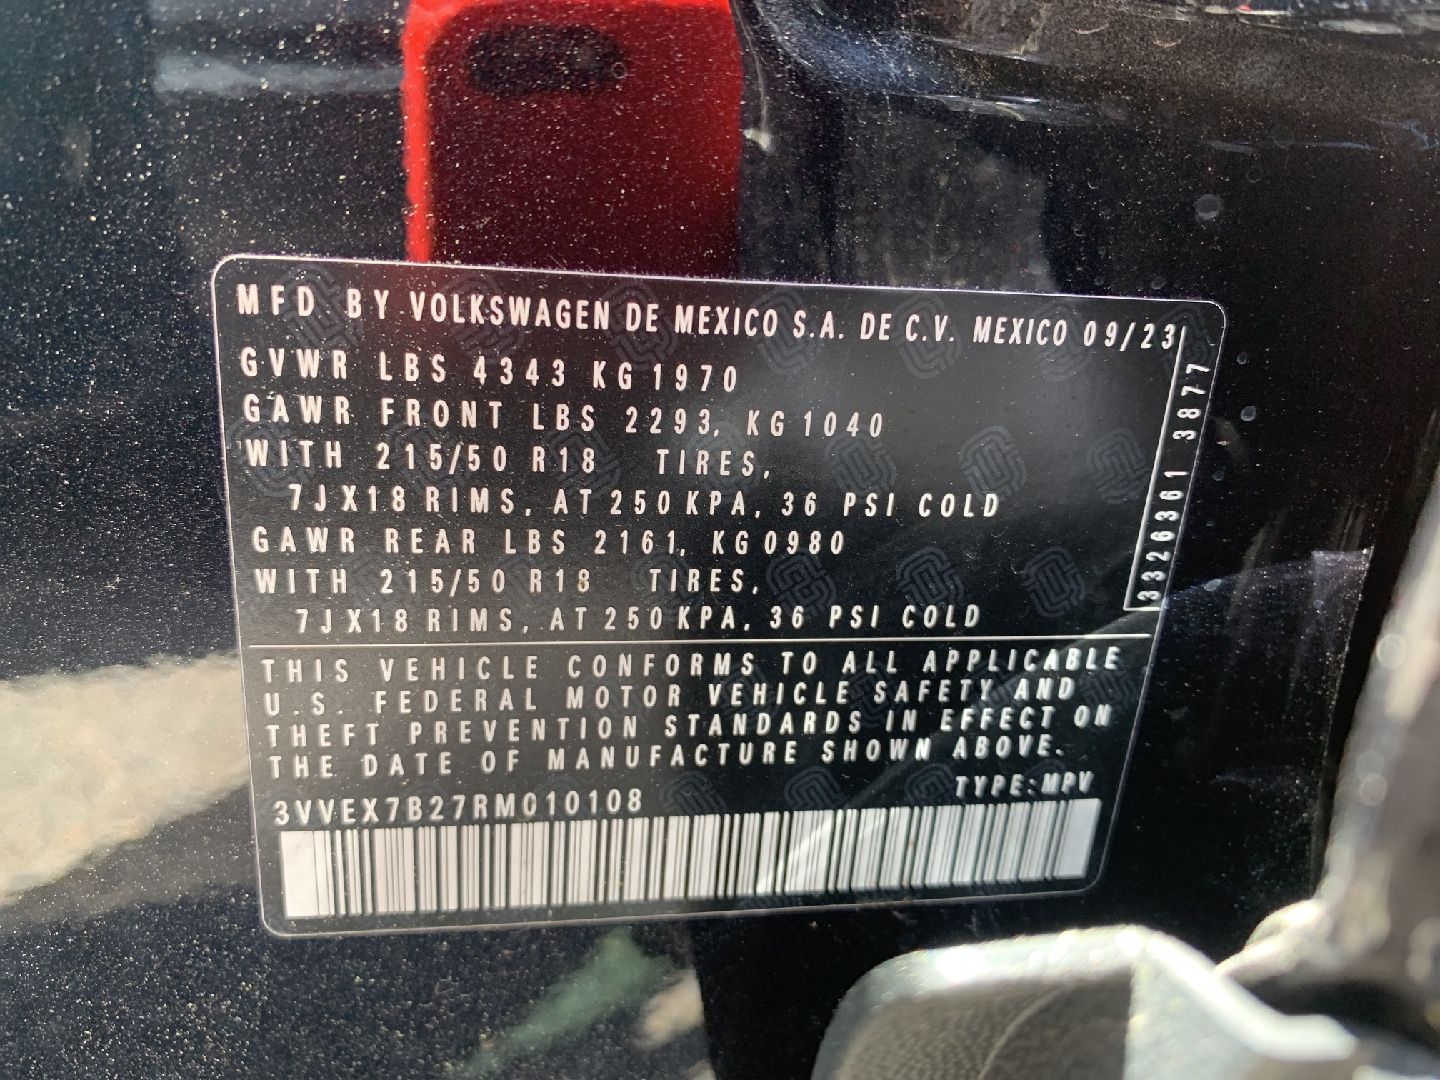 MFD BY VOLKSWAGEN DE MEXICO S.A. DE C.V. MEXICO 09/23
GVWR LBS 4343 KG 1970
GAWR FRONT LBS 2293, KG 1040
WITH 215/50 R18 TIRES,
7JX18 RIMS, AT 250 KPA, 36 PSI COLD
GAWR REAR LBS 2161, KG 0980
WITH 215/50 R18 TIRES,
7JX18 RIMS, AT 250 KPA, 36 PSI COLD
3326361 3877
THIS VEHICLE CONFORMS TO ALL APPLICABLE
U.S. FEDERAL MOTOR VEHICLE SAFETY AND
THEFT PREVENTION STANDARDS IN EFFECT ON
THE DATE OF MANUFACTURE SHOWN ABOVE.
TYPE:MPV
3VVEX7B27RM010108